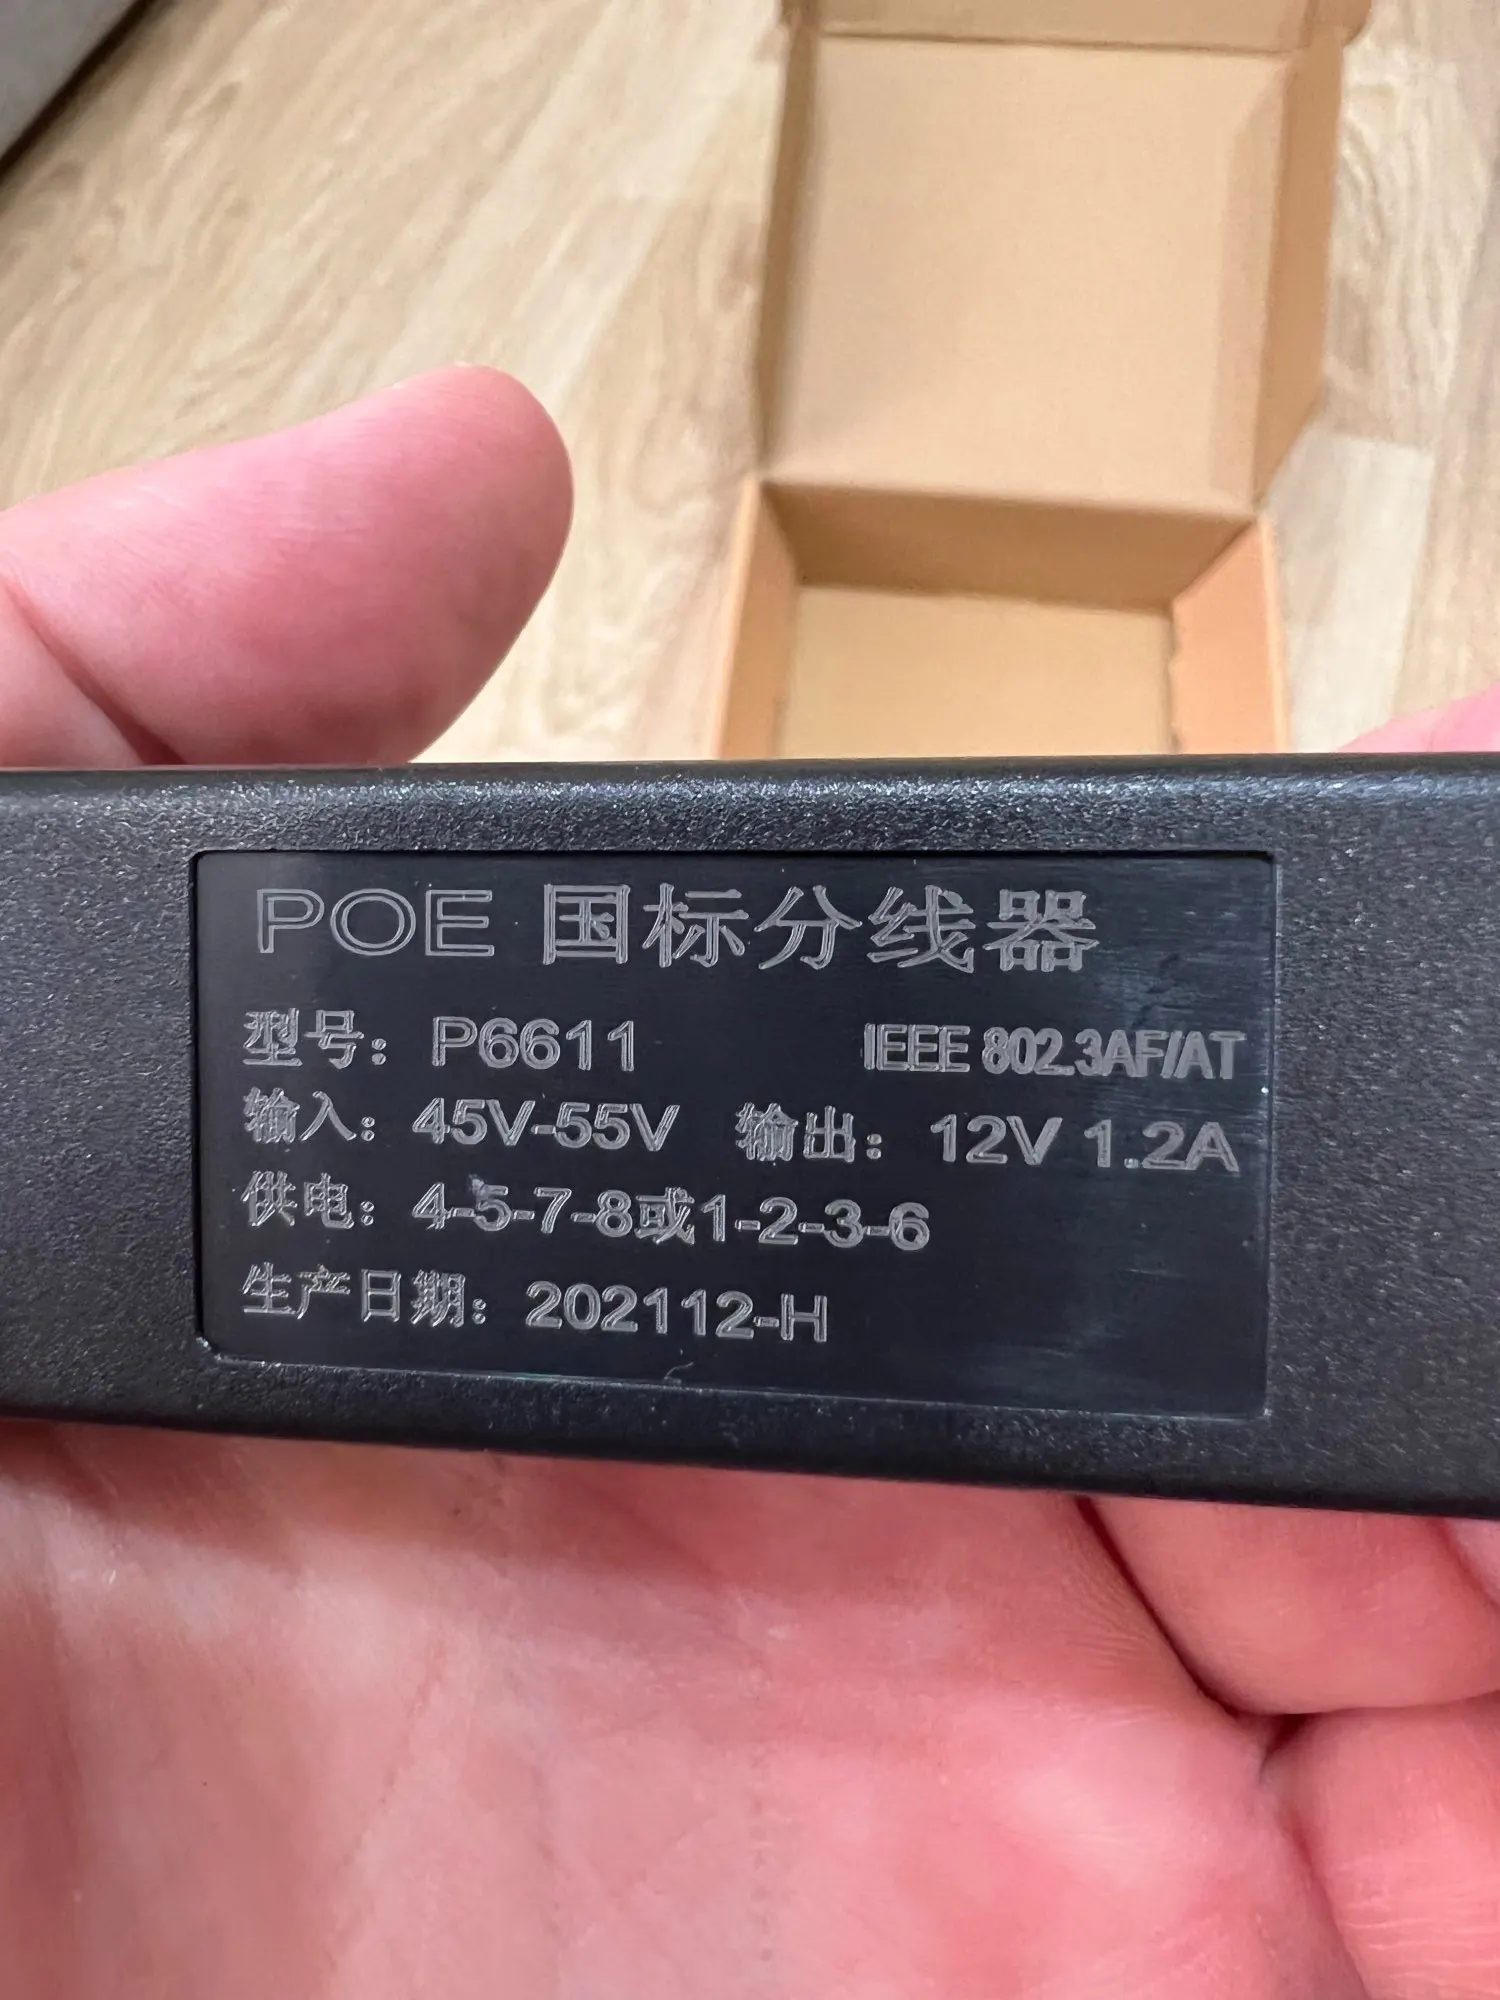 POE 国标分线器
型号：P6611 IEEE 802.3AF/AT
输入：45V-55V 输出：12V 1.2A
供电：4-5-7-8或1-2-3-6
生产日期：202112-H